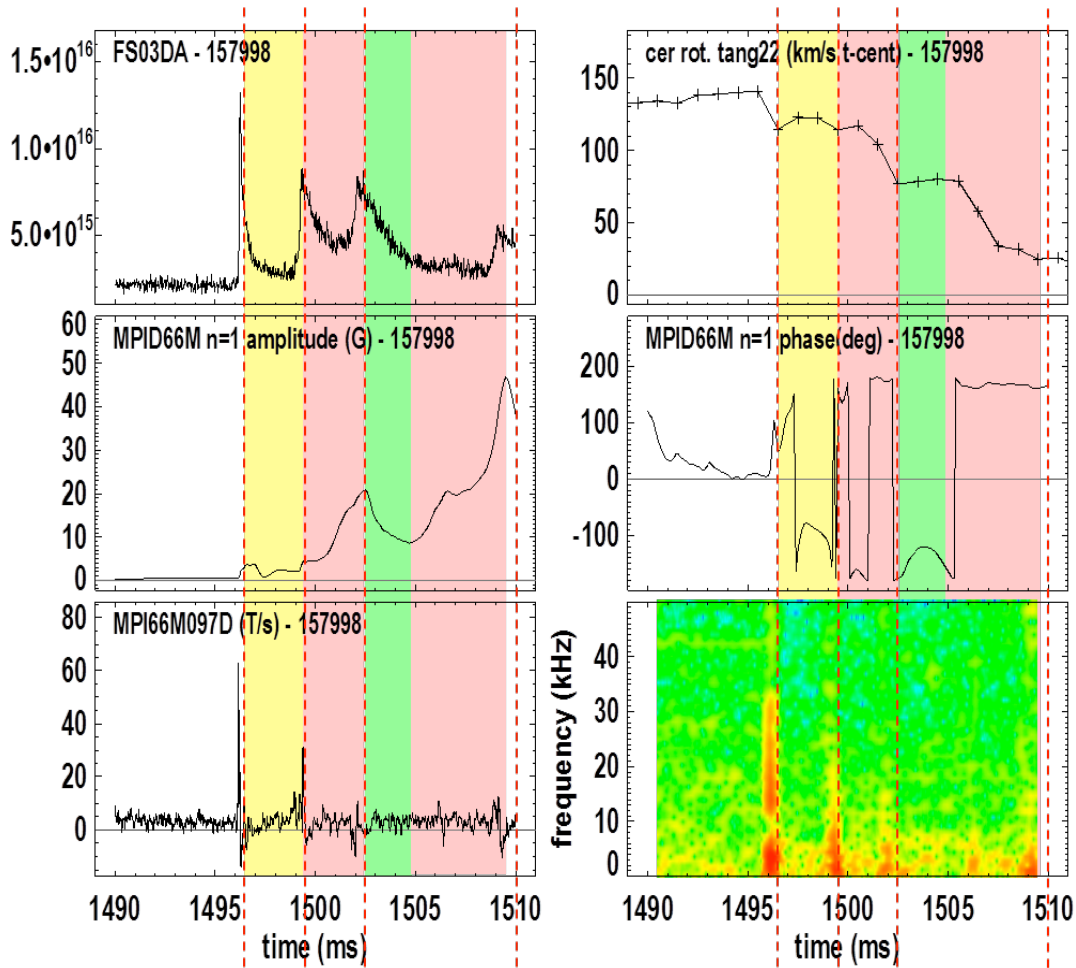 FS03DA - 157998
1.5•10^16
1.0•10^16
5.0•10^15
cer rot. tang22 (km/s t-cent) - 157998
150
100
50
0
MPID66M n=1 amplitude (G) - 157998
60
50
40
30
20
10
0
MPID66M n=1 phase(deg) - 157998
200
100
0
-100
MPI66M097D (T/s) - 157998
80
60
40
20
0
1490 1495 1500 1505 1510
time (ms)
frequency (kHz)
40
30
20
10
0
1490 1495 1500 1505 1510
time (ms)